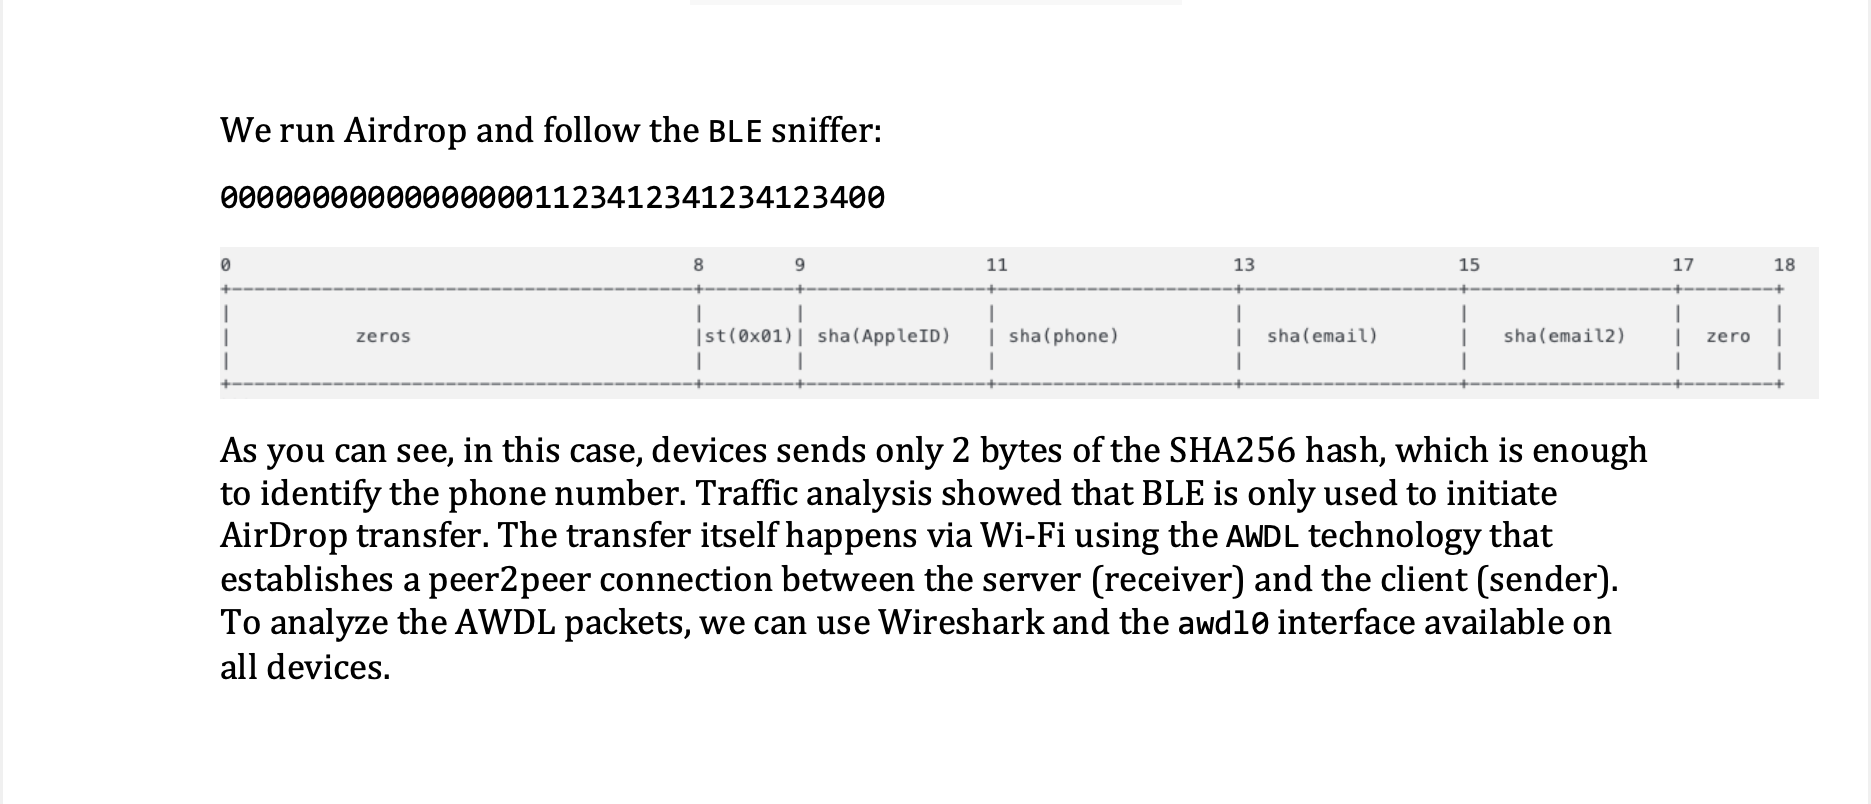 We run Airdrop and follow the BLE sniffer:
000000000000000001123412341234123400
0 8 9 11 13 15 17 18
zeros st(0x01) sha(AppleID) sha(phone) sha(email) sha(email2) zero
As you can see, in this case, devices sends only 2 bytes of the SHA256 hash, which is enough
to identify the phone number. Traffic analysis showed that BLE is only used to initiate
AirDrop transfer. The transfer itself happens via Wi-Fi using the AWDL technology that
establishes a peer2peer connection between the server (receiver) and the client (sender).
To analyze the AWDL packets, we can use Wireshark and the awdl0 interface available on
all devices.